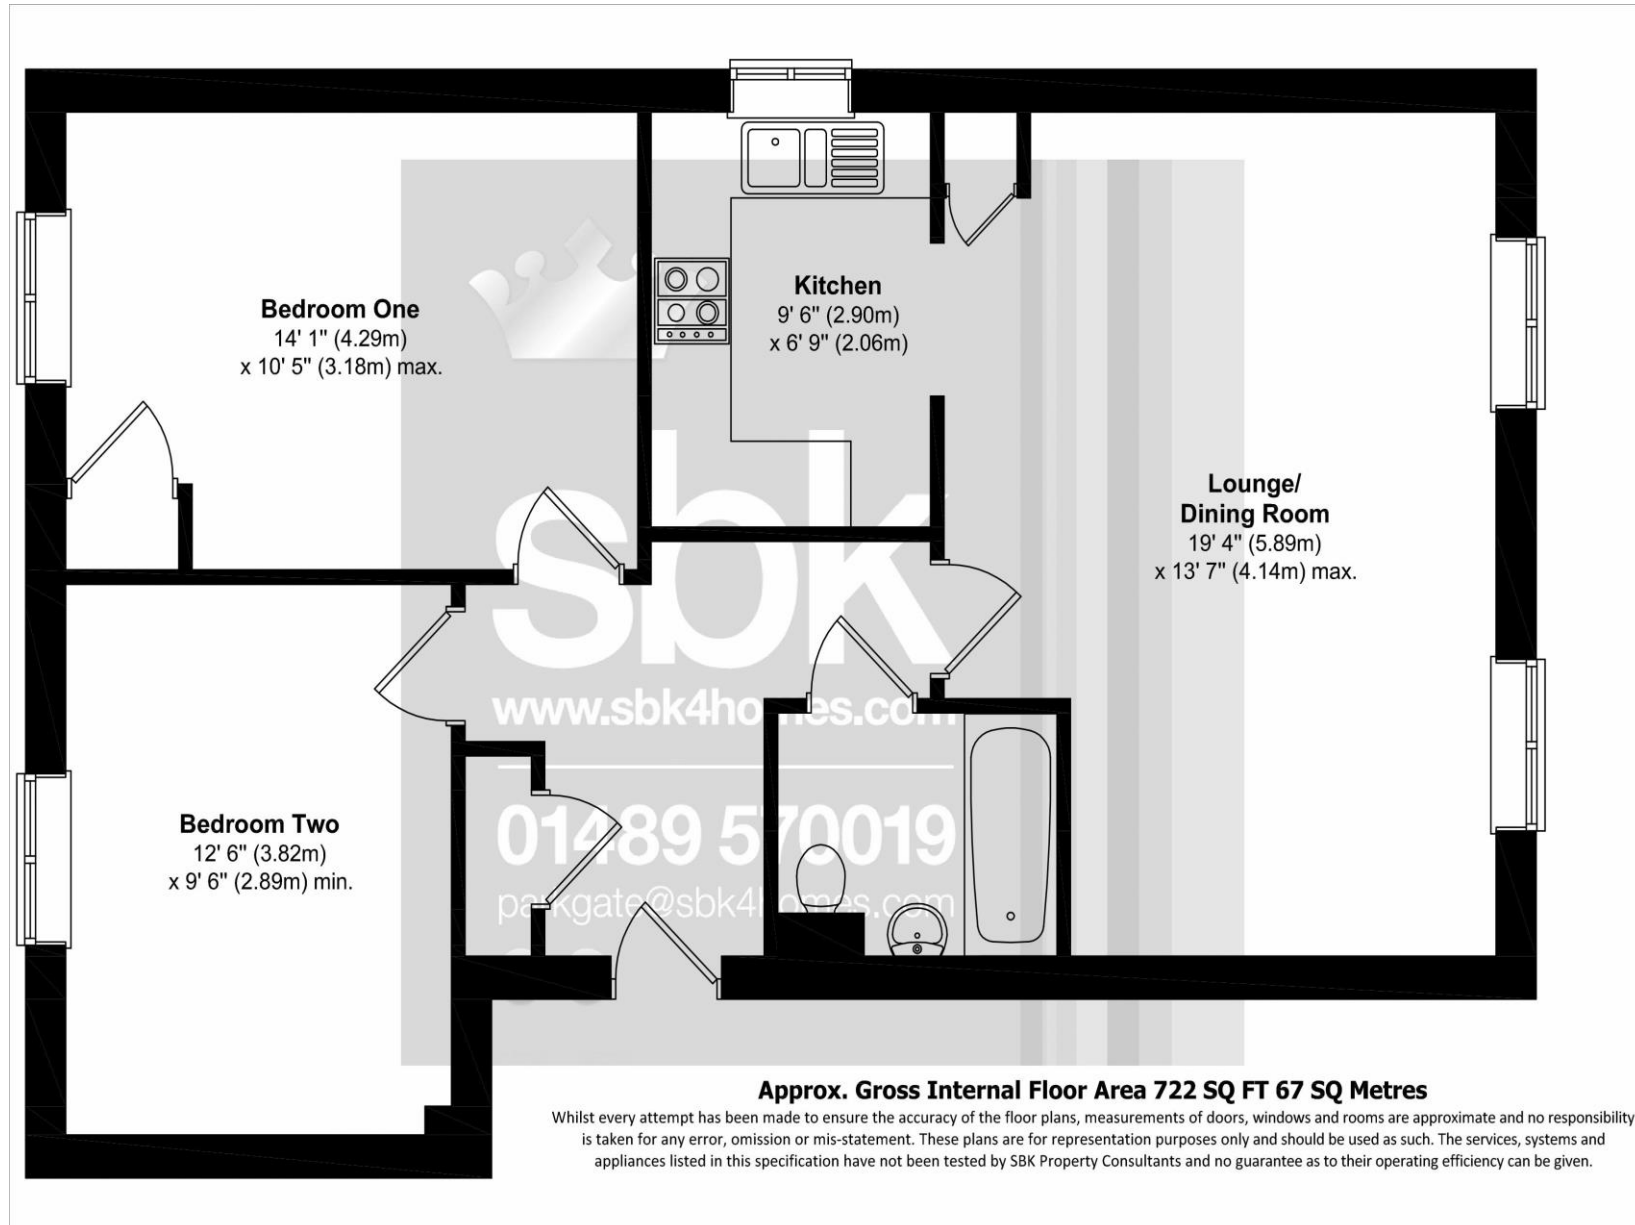 Bedroom One
14' 1" (4.29m)
x 10' 5" (3.18m) max.
Kitchen
9' 6" (2.90m)
x 6' 9" (2.06m)
Lounge/
Dining Room
19' 4" (5.89m)
x 13' 7" (4.14m) max.
sbk
www.sbk4homes.com
01489 570019
parkgate@sbk4homes.com
Bedroom Two
12' 6" (3.82m)
x 9' 6" (2.89m) min.
Approx. Gross Internal Floor Area 722 SQ FT 67 SQ Metres
Whilst every attempt has been made to ensure the accuracy of the floor plans, measurements of doors, windows and rooms are approximate and no responsibility
is taken for any error, omission or mis-statement. These plans are for representation purposes only and should be used as such. The services, systems and
appliances listed in this specification have not been tested by SBK Property Consultants and no guarantee as to their operating efficiency can be given.